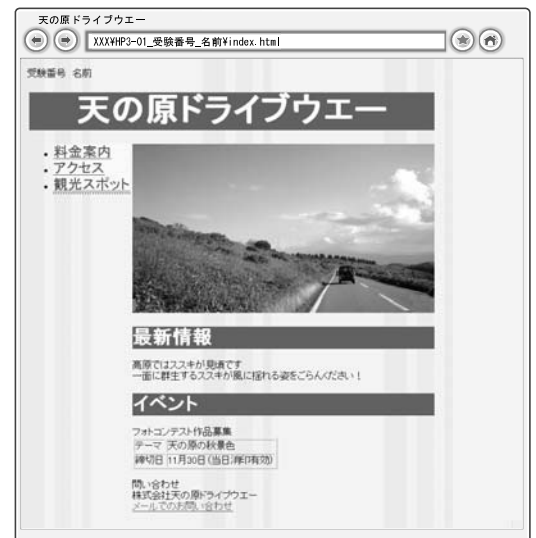 天の原ドライブウエー
XXX¥HP3-01_受験番号_名前¥index.html
受験番号 名前
天の原ドライブウエー
・料金案内
・アクセス
・観光スポット
最新情報
高原ではススキが見頃です
一面に群生するススキが風に揺れる姿をごらんください！
イベント
フォトコンテスト作品募集
テーマ 天の原の秋景色
締切日 11月30日(当日消印有効)
問い合わせ
株式会社天の原ドライブウエー
メールでのお問い合わせ